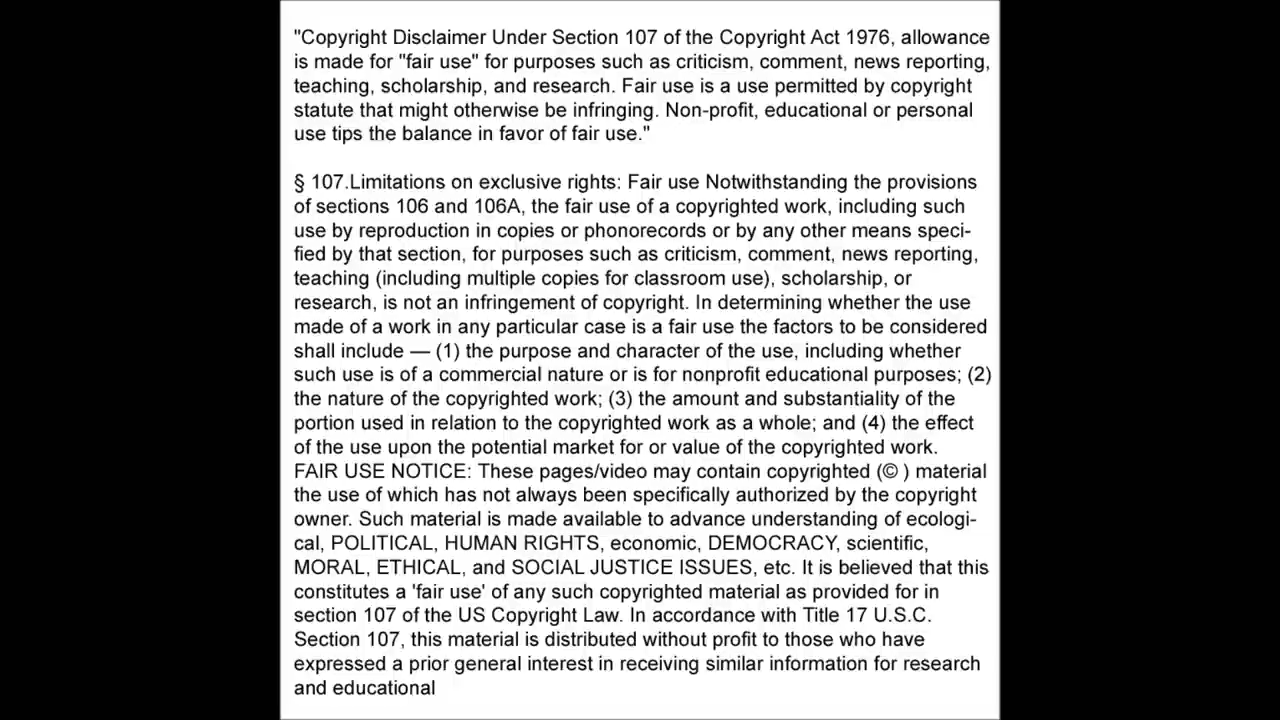 "Copyright Disclaimer Under Section 107 of the Copyright Act 1976, allowance
is made for "fair use" for purposes such as criticism, comment, news reporting,
teaching, scholarship, and research. Fair use is a use permitted by copyright
statute that might otherwise be infringing. Non-profit, educational or personal
use tips the balance in favor of fair use."
§ 107.Limitations on exclusive rights: Fair use Notwithstanding the provisions
of sections 106 and 106A, the fair use of a copyrighted work, including such
use by reproduction in copies or phonorecords or by any other means speci-
fied by that section, for purposes such as criticism, comment, news reporting,
teaching (including multiple copies for classroom use), scholarship, or
research, is not an infringement of copyright. In determining whether the use
made of a work in any particular case is a fair use the factors to be considered
shall include — (1) the purpose and character of the use, including whether
such use is of a commercial nature or is for nonprofit educational purposes; (2)
the nature of the copyrighted work; (3) the amount and substantiality of the
portion used in relation to the copyrighted work as a whole; and (4) the effect
of the use upon the potential market for or value of the copyrighted work.
FAIR USE NOTICE: These pages/video may contain copyrighted (© ) material
the use of which has not always been specifically authorized by the copyright
owner. Such material is made available to advance understanding of ecologi-
cal, POLITICAL, HUMAN RIGHTS, economic, DEMOCRACY, scientific,
MORAL, ETHICAL, and SOCIAL JUSTICE ISSUES, etc. It is believed that this
constitutes a 'fair use' of any such copyrighted material as provided for in
section 107 of the US Copyright Law. In accordance with Title 17 U.S.C.
Section 107, this material is distributed without profit to those who have
expressed a prior general interest in receiving similar information for research
and educational